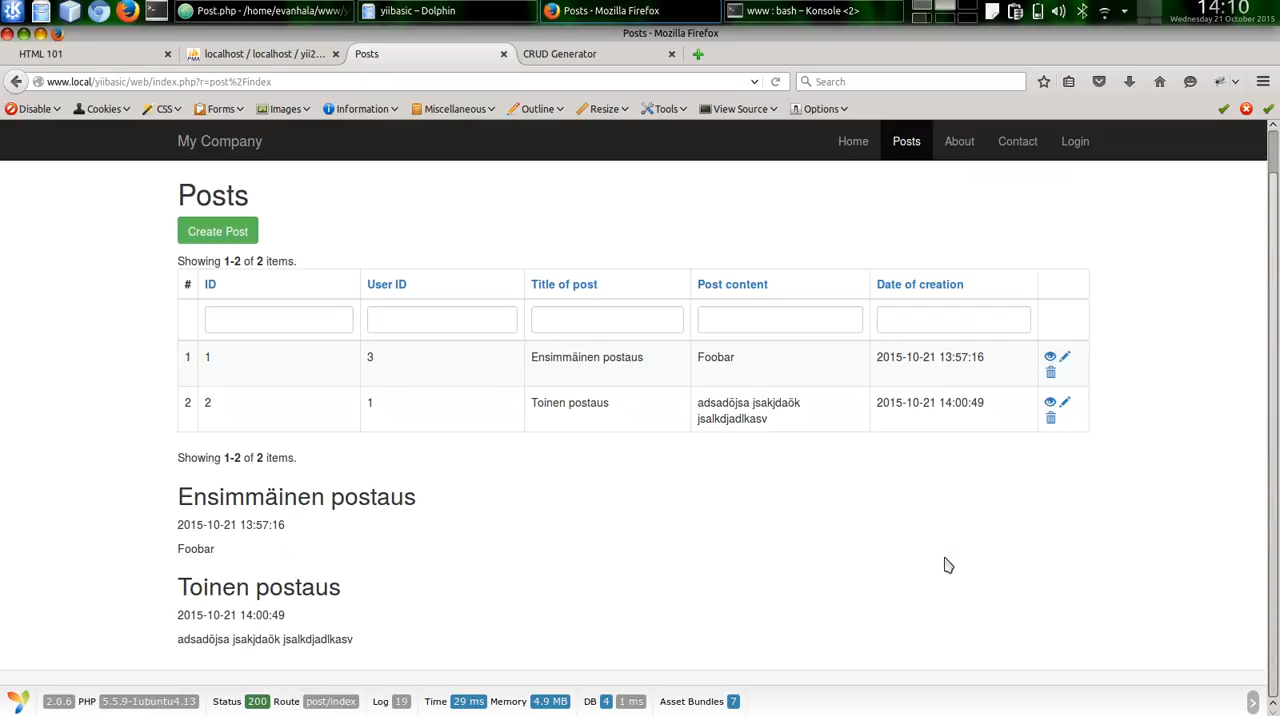 Post.php - /home/evanhala/www/y
yiibasic – Dolphin
Posts - Mozilla Firefox
www : bash – Konsole <2>
14:10
Wednesday 21 October 2015
Posts - Mozilla Firefox
HTML 101
localhost / localhost / yii2...
Posts
CRUD Generator
www.local/yiibasic/web/index.php?r=post%2Findex
Search
Disable Cookies CSS Forms Images Information Miscellaneous Outline Resize Tools View Source Options
My Company
Home Posts About Contact Login
Posts
Create Post
Showing 1-2 of 2 items.
# ID User ID Title of post Post content Date of creation
1 1 3 Ensimmäinen postaus Foobar 2015-10-21 13:57:16
2 2 1 Toinen postaus adsadöjsa jsakjdaök 2015-10-21 14:00:49
jsalkdjadlkasv
Showing 1-2 of 2 items.
Ensimmäinen postaus
2015-10-21 13:57:16
Foobar
Toinen postaus
2015-10-21 14:00:49
adsadöjsa jsakjdaök jsalkdjadlkasv
2.0.6 PHP 5.5.9-1ubuntu4.13 Status 200 Route post/index Log 19 Time 29 ms Memory 4.9 MB DB 4 1 ms Asset Bundles 7